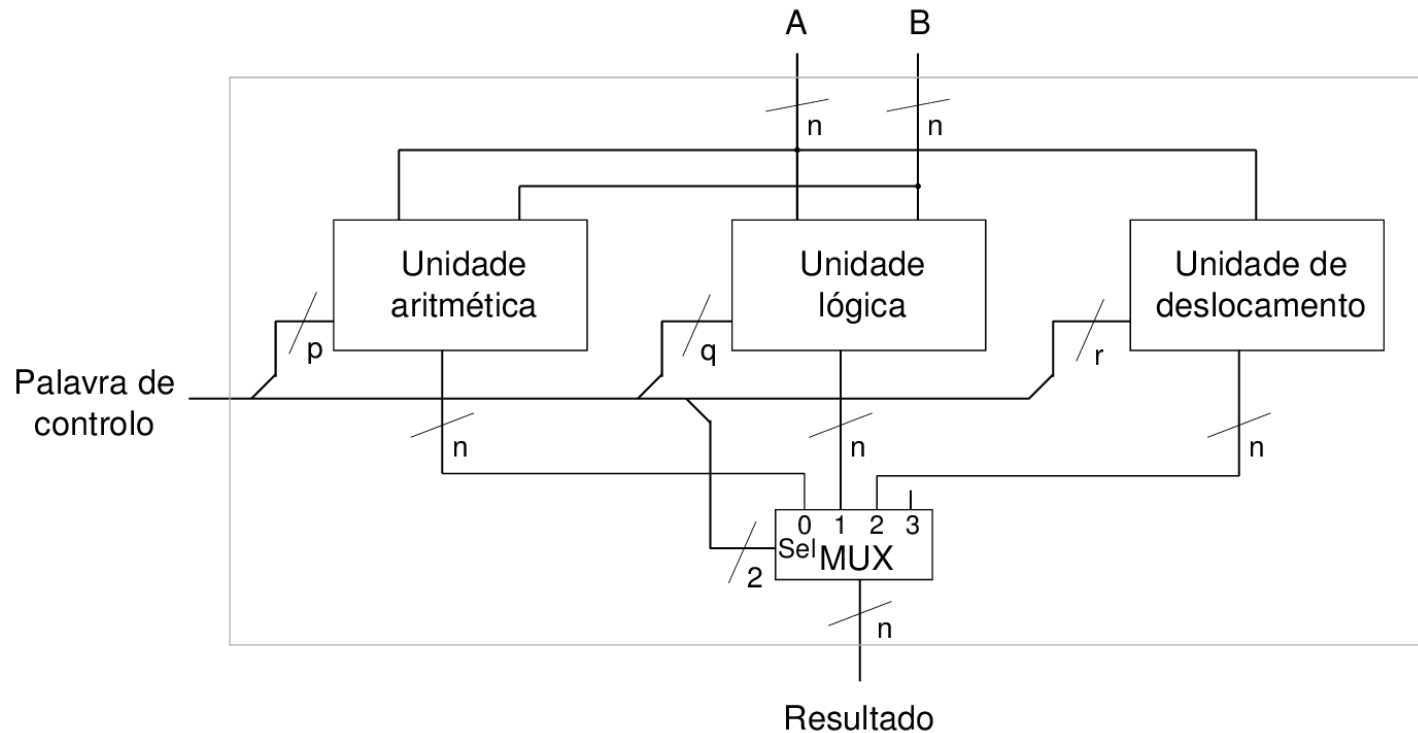 A B
n n
Unidade
aritmética
Unidade
lógica
Unidade de
deslocamento
p q r
Palavra de
controlo
n n n
0 1 2 3
Sel MUX
2
n
Resultado